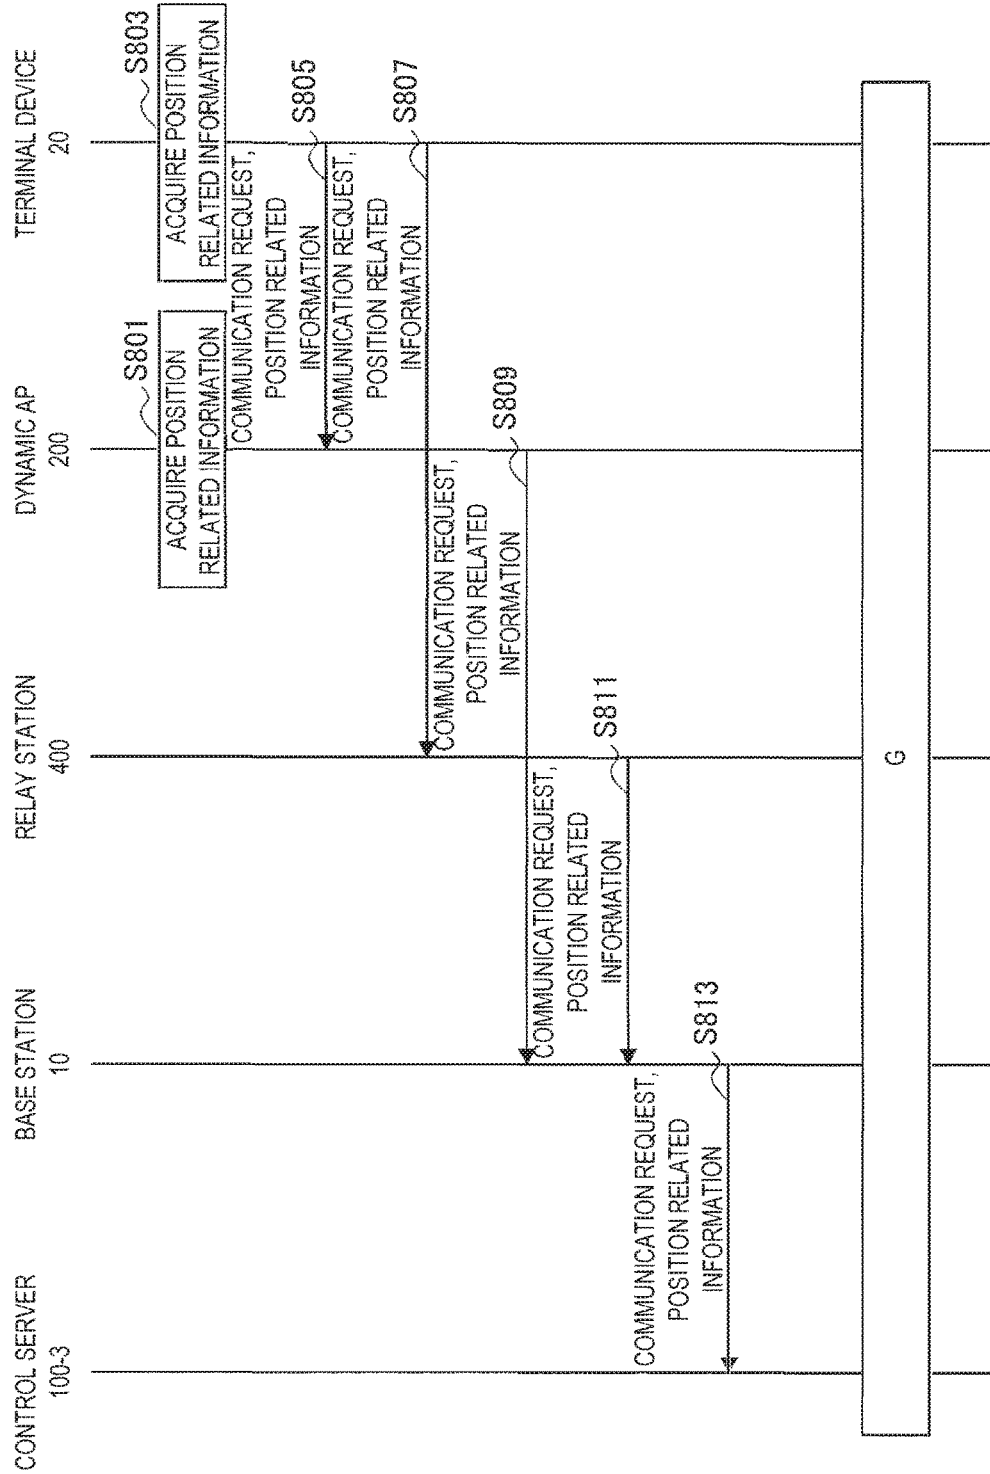 CONTROL SERVER
100-3
BASE STATION
10
RELAY STATION
400
DYNAMIC AP
200
TERMINAL DEVICE
20
S801
ACQUIRE POSITION
RELATED INFORMATION
S803
ACQUIRE POSITION
RELATED INFORMATION
COMMUNICATION REQUEST,
POSITION RELATED
INFORMATION
S805
COMMUNICATION REQUEST,
POSITION RELATED
INFORMATION
S807
COMMUNICATION REQUEST,
POSITION RELATED
INFORMATION
S809
COMMUNICATION REQUEST,
POSITION RELATED
INFORMATION
S811
COMMUNICATION REQUEST,
POSITION RELATED
INFORMATION
S813
G